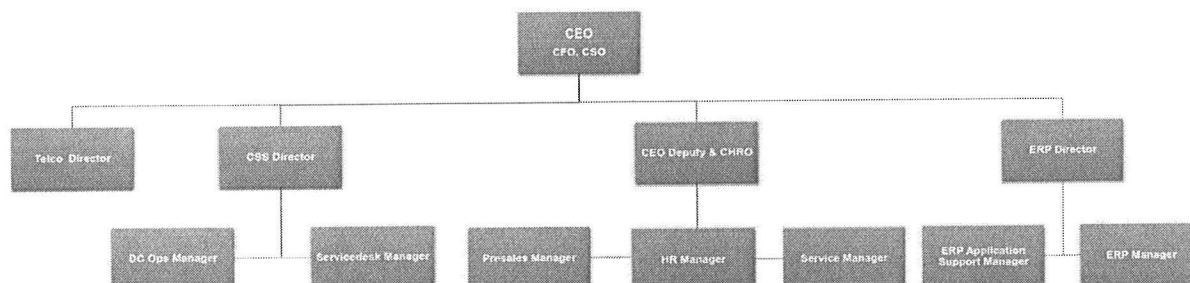 CEO
CFO, CSO
Telco Director
CSS Director
CEO Deputy & CHRO
ERP Director
DC Ops Manager
Servicedesk Manager
Presales Manager
HR Manager
Service Manager
ERP Application
Support Manager
ERP Manager